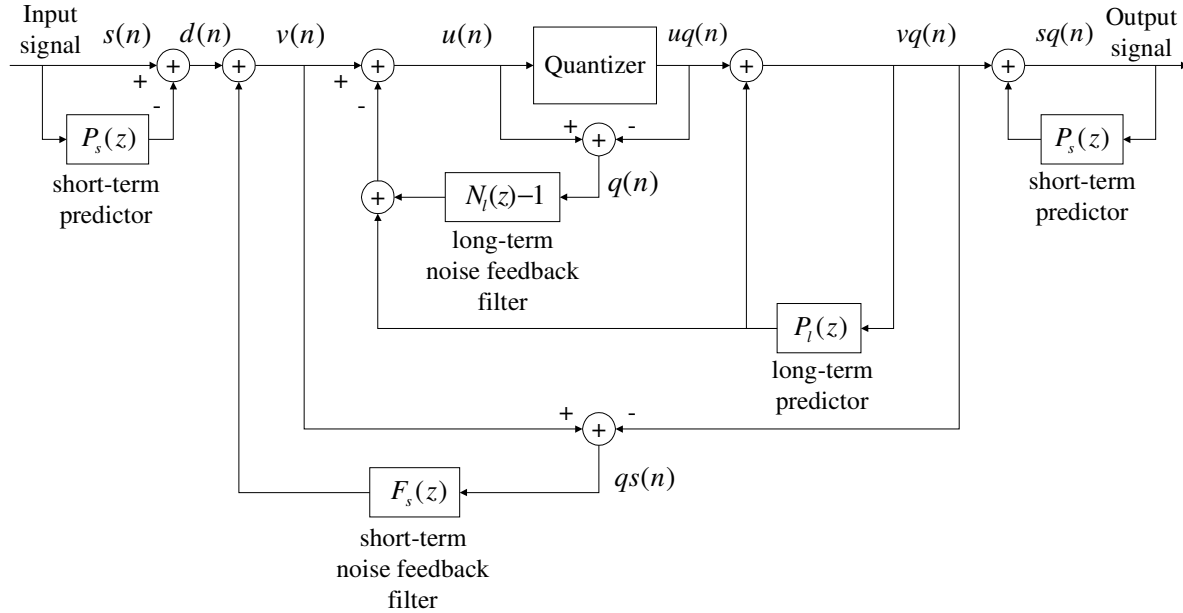 Input
signal
s(n)
d(n)
v(n)
u(n)
uq(n)
vq(n)
sq(n)
Output
signal
+
+
+
+
Quantizer
+
+
+
-
+
-
P_s(z)
short-term
predictor
+
-
+
q(n)
N_l(z)−1
+
long-term
noise feedback
filter
P_s(z)
short-term
predictor
P_l(z)
long-term
predictor
+
-
+
qs(n)
F_s(z)
short-term
noise feedback
filter